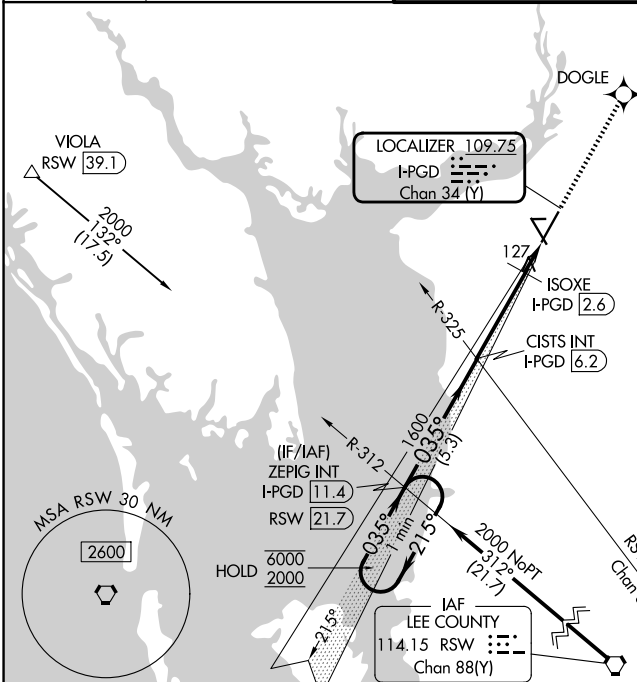 DOGLE
VIOLA
RSW 39.1
2000
132°
(17.5)
LOCALIZER 109.75
I-PGD
Chan 34 (Y)
127
ISOXE
I-PGD 2.6
R-325
CISTS INT
I-PGD 6.2
1600
035°
(5.3)
R-312
(IF/IAF)
ZEPIG INT
I-PGD 11.4
RSW 21.7
035°
1 min
215°
HOLD 6000
2000
215°
MSA RSW 30 NM
2600
2000 NoPT
312°
(21.7)
IAF
LEE COUNTY
114.15 RSW
Chan 88(Y)
Chan